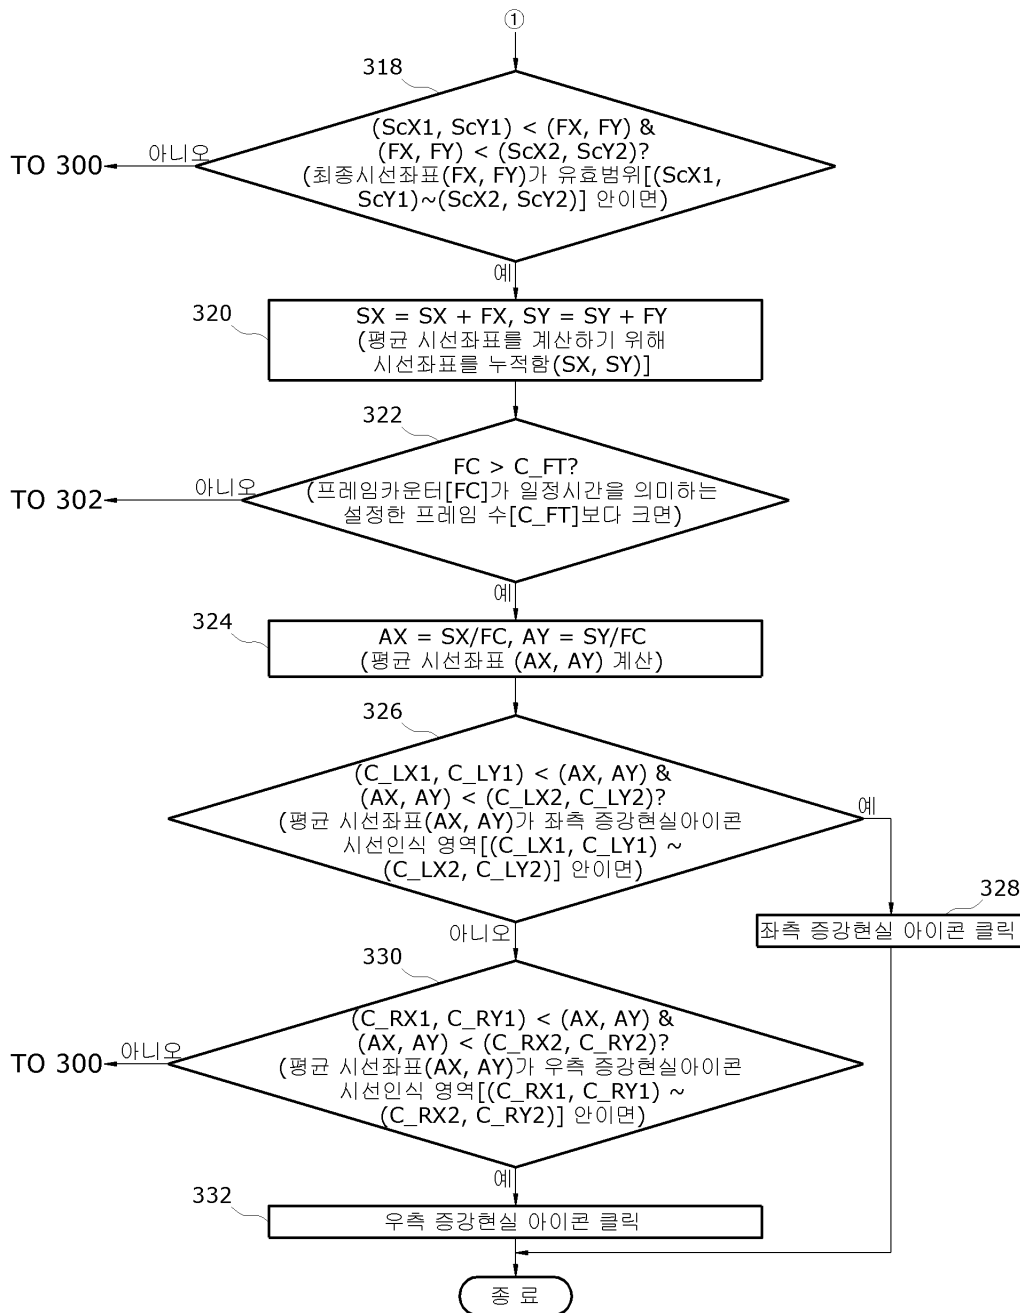 ①
318
(ScX1, ScY1) < (FX, FY) &
(FX, FY) < (ScX2, ScY2)?
(최종시선좌표(FX, FY)가 유효범위[(ScX1,
ScY1)~(ScX2, ScY2)] 안이면)
아니오
TO 300
예
320
SX = SX + FX, SY = SY + FY
(평균 시선좌표를 계산하기 위해
시선좌표를 누적함(SX, SY)]
322
FC > C_FT?
(프레임카운터[FC]가 일정시간을 의미하는
설정한 프레임 수[C_FT]보다 크면)
아니오
TO 302
예
324
AX = SX/FC, AY = SY/FC
(평균 시선좌표 (AX, AY) 계산)
326
(C_LX1, C_LY1) < (AX, AY) &
(AX, AY) < (C_LX2, C_LY2)?
(평균 시선좌표(AX, AY)가 좌측 증강현실아이콘
시선인식 영역[(C_LX1, C_LY1) ~
(C_LX2, C_LY2)] 안이면)
예
328
좌측 증강현실 아이콘 클릭
아니오
330
(C_RX1, C_RY1) < (AX, AY) &
(AX, AY) < (C_RX2, C_RY2)?
(평균 시선좌표(AX, AY)가 우측 증강현실아이콘
시선인식 영역[(C_RX1, C_RY1) ~
(C_RX2, C_RY2)] 안이면)
아니오
TO 300
예
332
우측 증강현실 아이콘 클릭
종 료